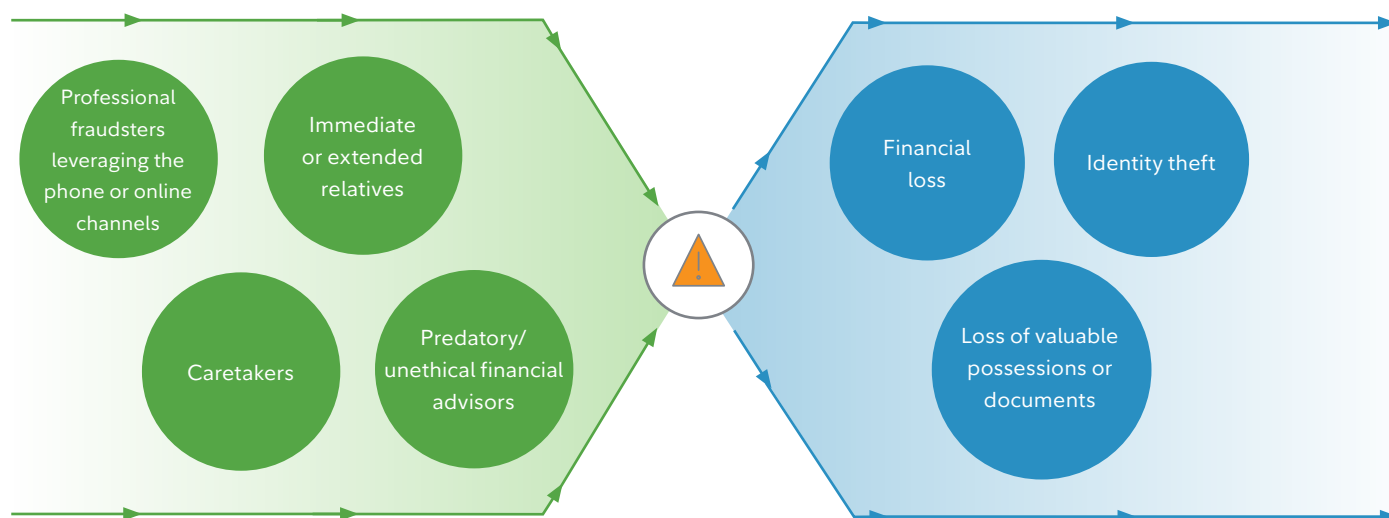 Professional
fraudsters
leveraging the
phone or online
channels
Immediate
or extended
relatives
Caretakers
Predatory/
unethical financial
advisors
Financial
loss
Identity theft
Loss of valuable
possessions or
documents